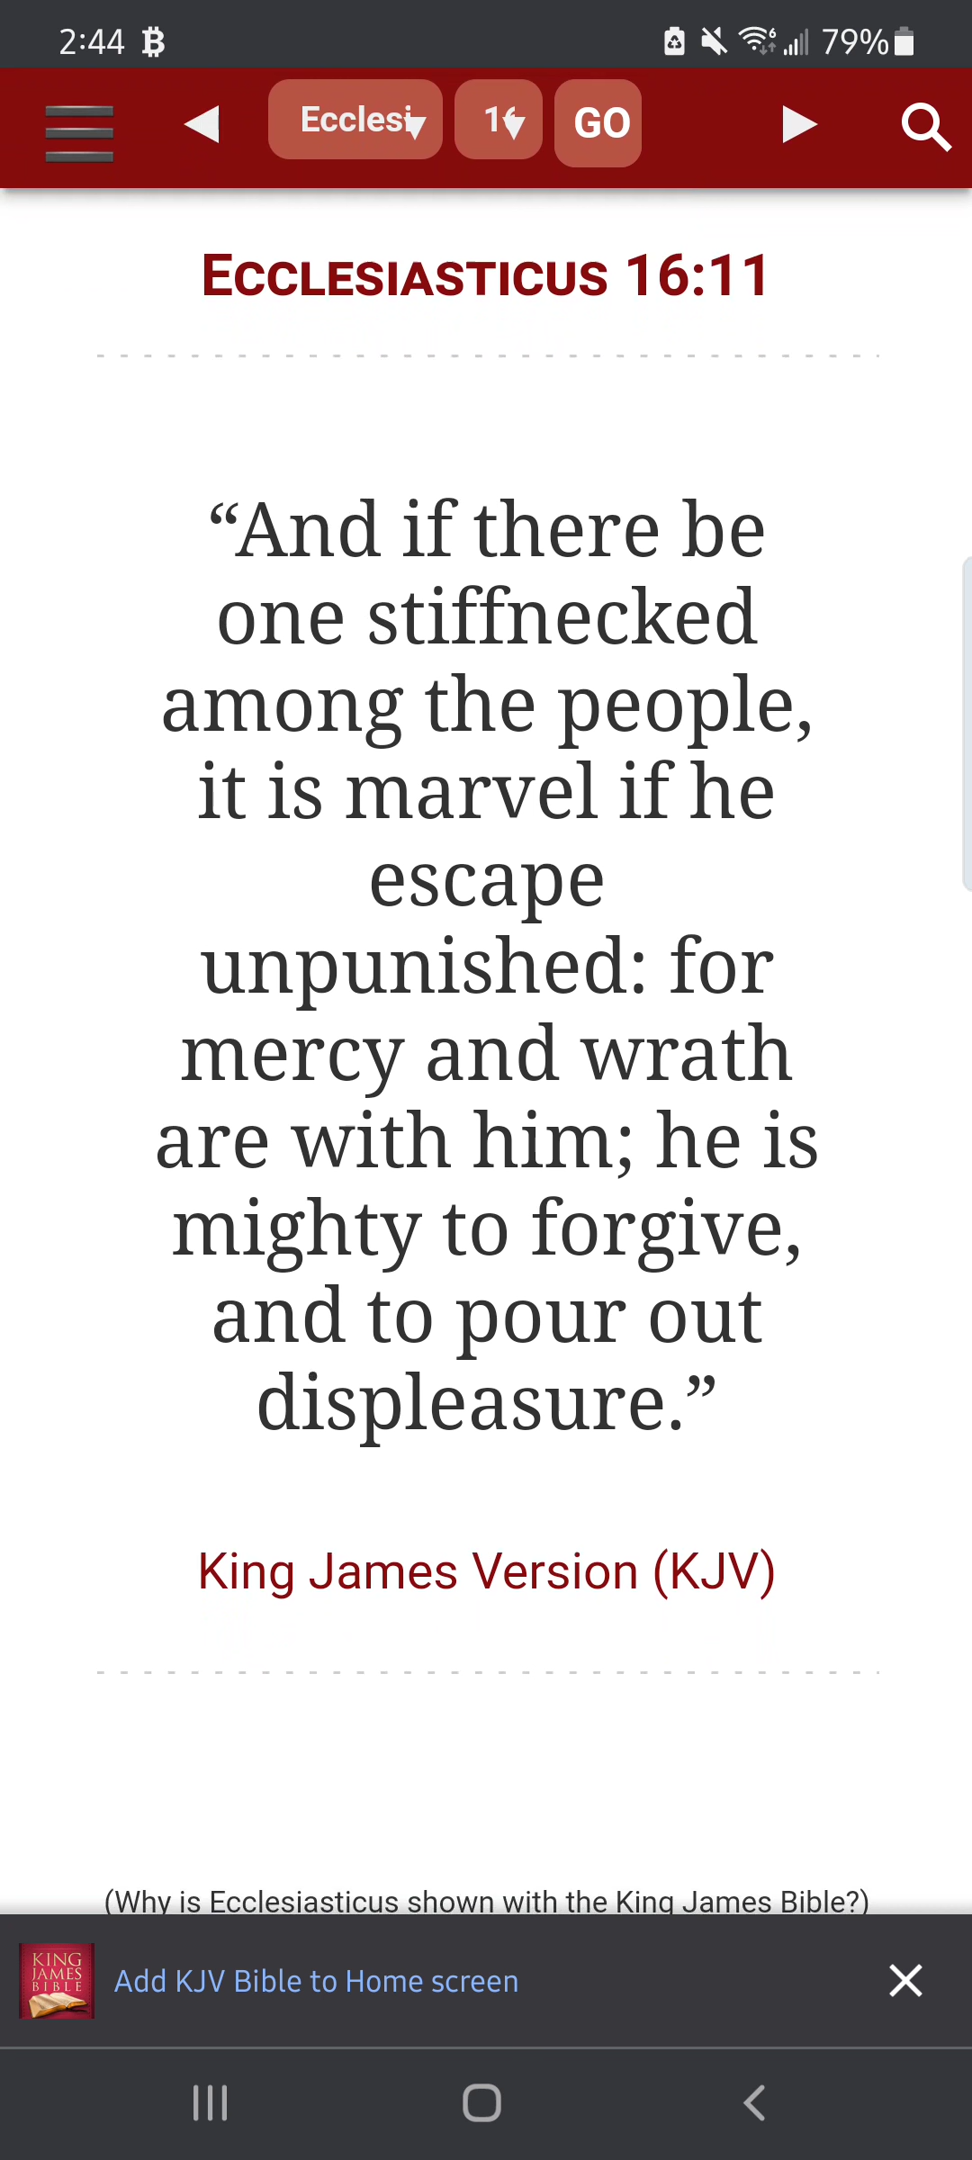 2:44 ₿ 6 79%
Ecclesi 16 GO
ECCLESIASTICUS 16:11
“And if there be
one stiffnecked
among the people,
it is marvel if he
escape
unpunished: for
mercy and wrath
are with him; he is
mighty to forgive,
and to pour out
displeasure.”
King James Version (KJV)
(Why is Ecclesiasticus shown with the King James Bible?)
KING
JAMES
BIBLE
Add KJV Bible to Home screen